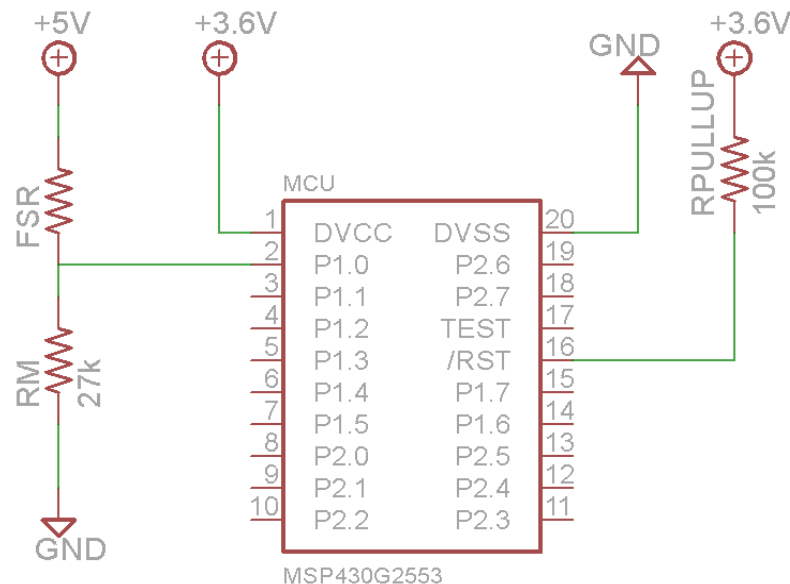 +5V
+3.6V
GND
+3.6V
FSR
RM
27k
GND
MCU
1 DVCC DVSS 20
2 P1.0 P2.6 19
3 P1.1 P2.7 18
4 P1.2 TEST 17
5 P1.3 /RST 16
6 P1.4 P1.7 15
7 P1.5 P1.6 14
8 P2.0 P2.5 13
9 P2.1 P2.4 12
10 P2.2 P2.3 11
MSP430G2553
RPULLUP
100k